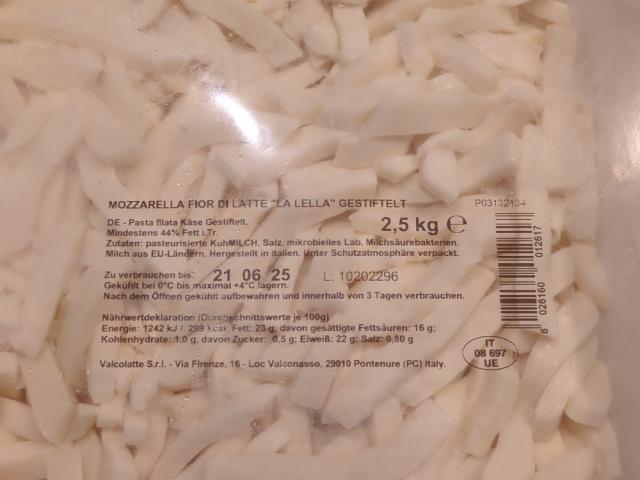 MOZZARELLA FIOR DI LATTE "LA LELLA" GESTIFTELT
P03132134
DE - Pasta filata Käse Gestiftelt.
2,5 kg ℮
Mindestens 44% Fett i.Tr.
Zutaten: pasteurisierte KuhMILCH, Salz, mikrobielles Lab, Milchsäurebakterien.
Milch aus EU-Ländern. Hergestellt in Italien. Unter Schutzatmosphäre verpackt.
Zu verbrauchen bis: 21 06 25 L: 10202296
Gekühlt bei 0°C bis maximal +4°C lagern.
Nach dem Öffnen gekühlt aufbewahren und innerhalb von 3 Tagen verbrauchen.
Nährwertdeklaration (Durchschnittswerte je 100g)
Energie: 1242 kJ / 299 kcal; Fett: 23 g, davon gesättigte Fettsäuren: 16 g;
Kohlenhydrate: 1,0 g, davon Zucker: 0,5 g; Eiweiß: 22 g; Salz: 0,80 g
Valcolatte S.r.l. - Via Firenze, 16 - Loc Valconasso, 29010 Pontenure (PC) Italy.
8 026160 012617
IT
08 697
UE